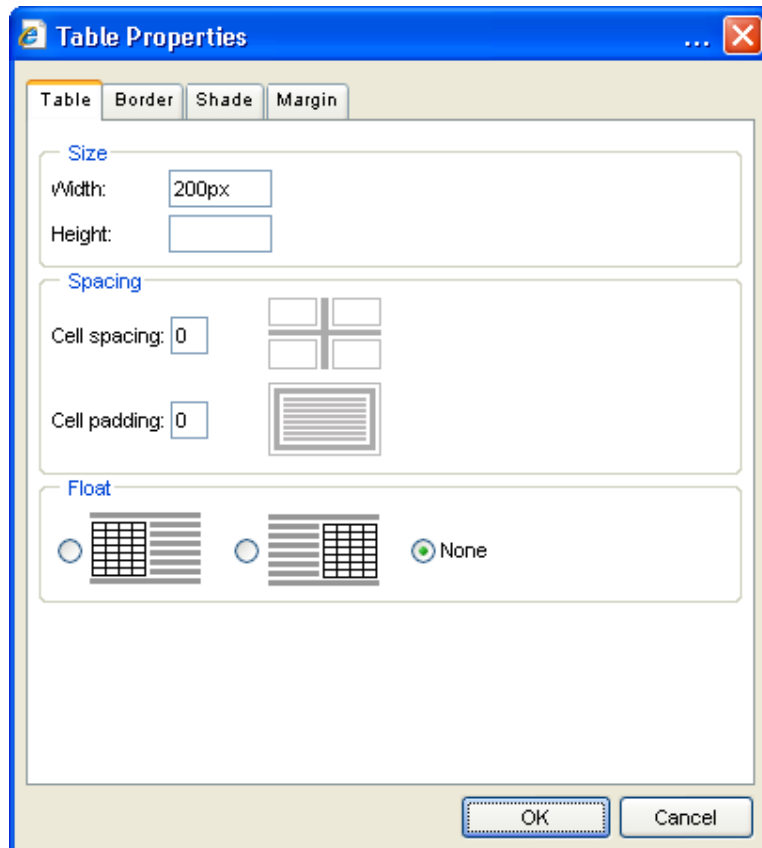 Table Properties ...
Table Border Shade Margin
Size
Width: 200px
Height:
Spacing
Cell spacing: 0
Cell padding: 0
Float
None
OK Cancel